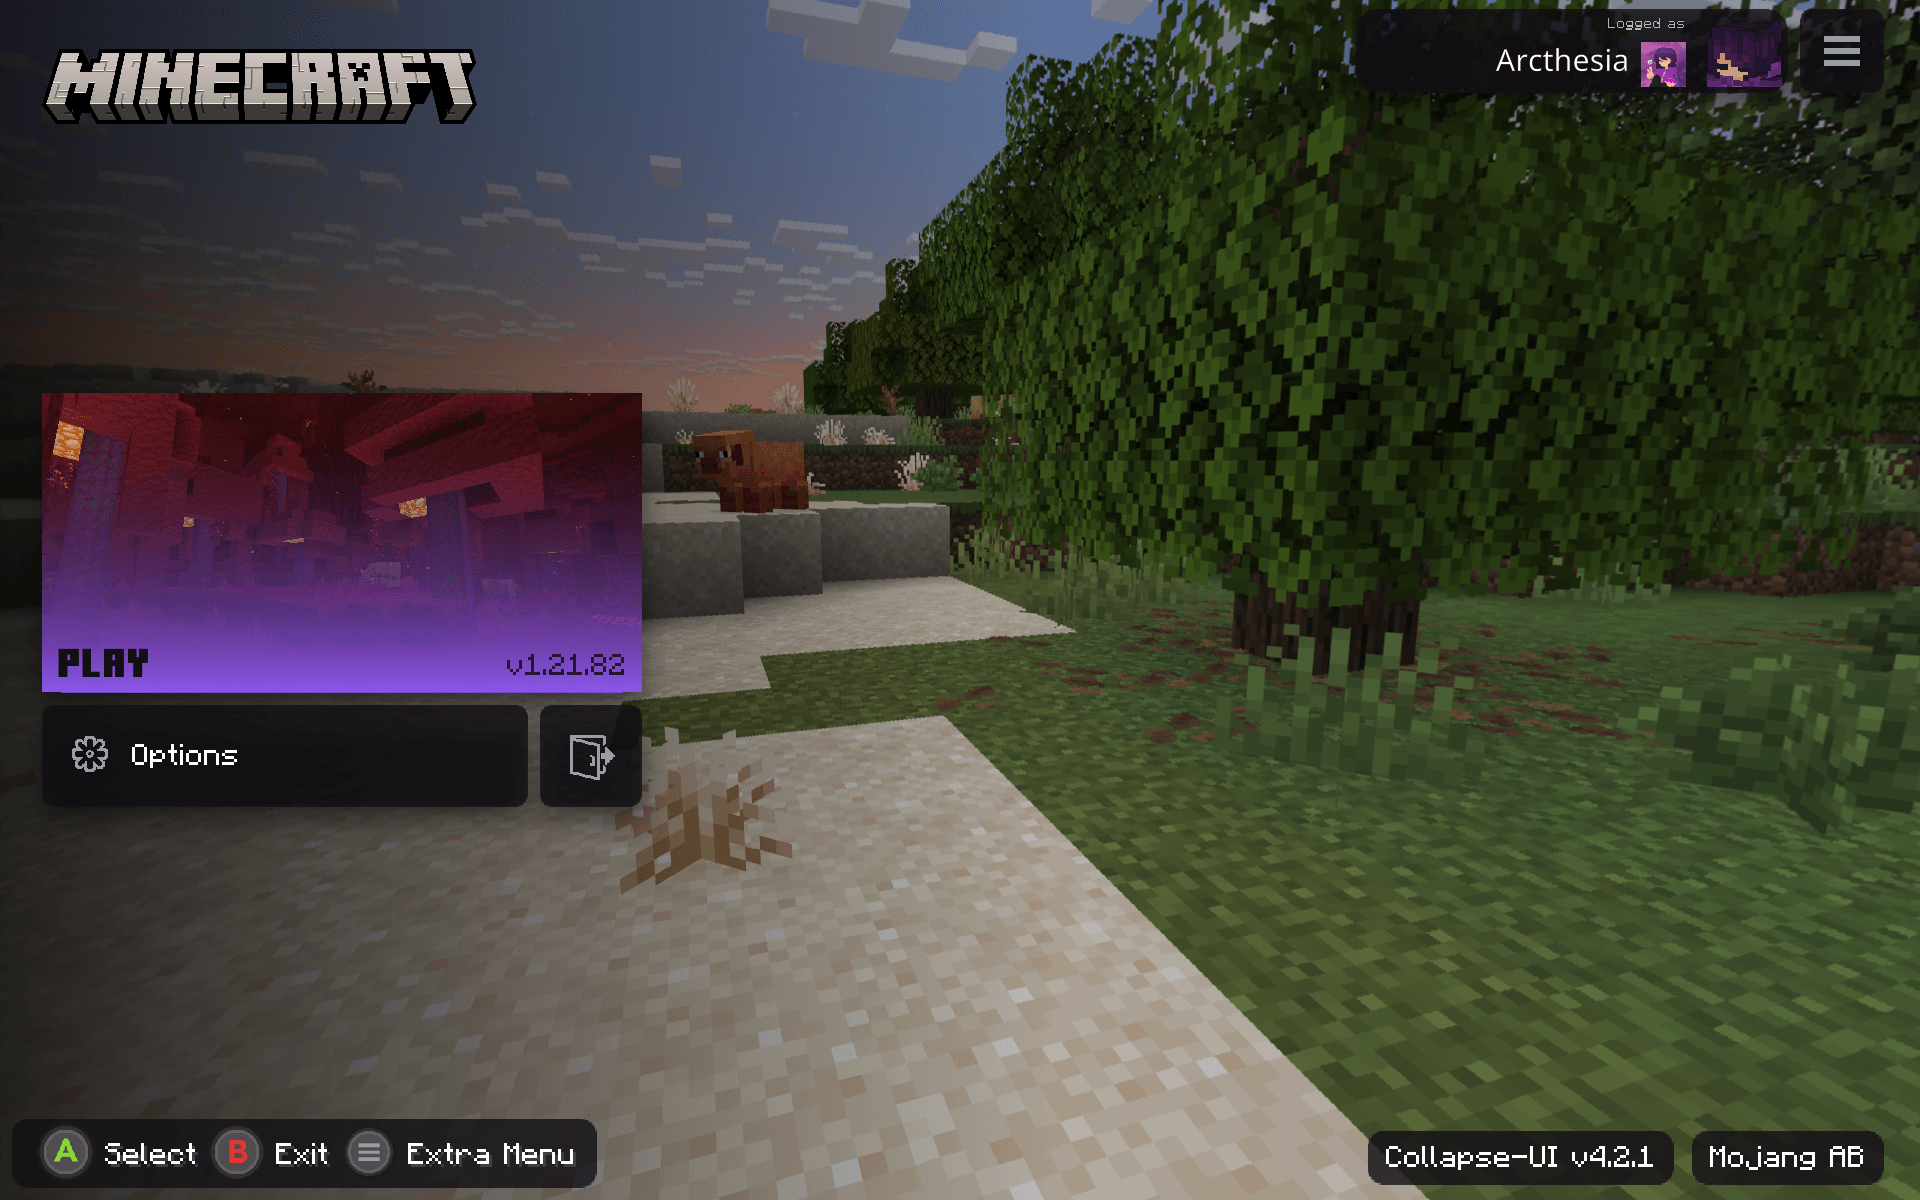 MINECRAFT
Logged as
Arcthesia
PLAY
v1.21.82
Options
A Select B Exit Extra Menu
Collapse-UI v4.2.1
Mojang AB